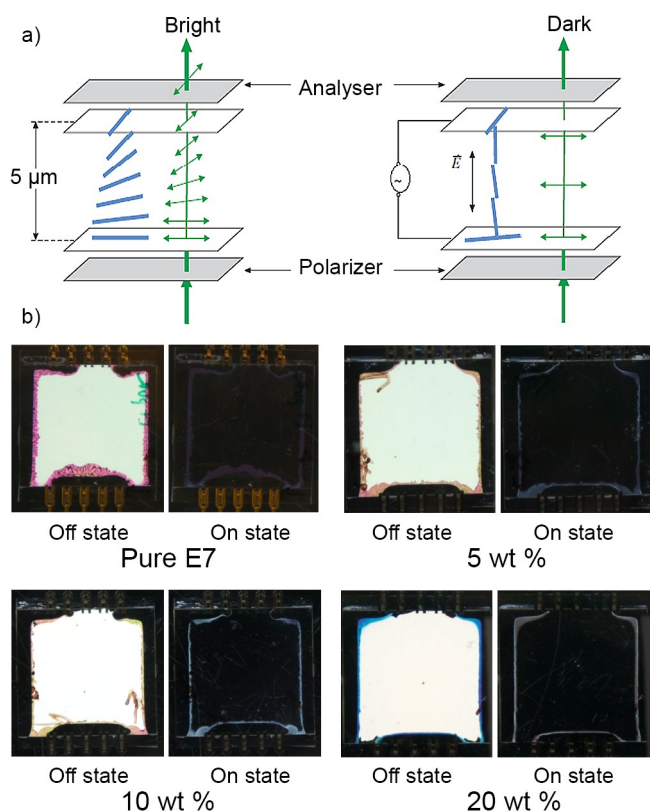 a)
Bright
Dark
Analyser
5 µm
E
~
Polarizer
b)
Off state
On state
Off state
On state
Pure E7
5 wt %
Off state
On state
Off state
On state
10 wt %
20 wt %